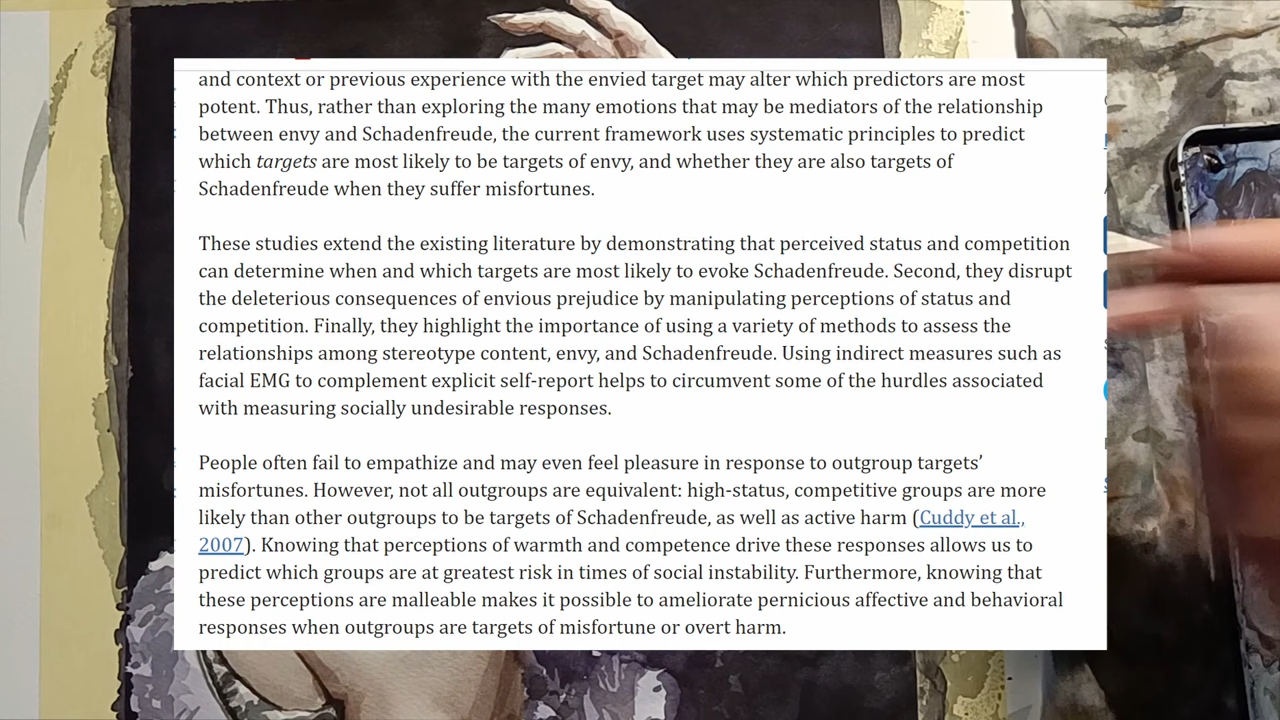 and context or previous experience with the envied target may alter which predictors are most
potent. Thus, rather than exploring the many emotions that may be mediators of the relationship
between envy and Schadenfreude, the current framework uses systematic principles to predict
which targets are most likely to be targets of envy, and whether they are also targets of
Schadenfreude when they suffer misfortunes.
These studies extend the existing literature by demonstrating that perceived status and competition
can determine when and which targets are most likely to evoke Schadenfreude. Second, they disrupt
the deleterious consequences of envious prejudice by manipulating perceptions of status and
competition. Finally, they highlight the importance of using a variety of methods to assess the
relationships among stereotype content, envy, and Schadenfreude. Using indirect measures such as
facial EMG to complement explicit self-report helps to circumvent some of the hurdles associated
with measuring socially undesirable responses.
People often fail to empathize and may even feel pleasure in response to outgroup targets’
misfortunes. However, not all outgroups are equivalent: high-status, competitive groups are more
likely than other outgroups to be targets of Schadenfreude, as well as active harm (Cuddy et al.,
2007). Knowing that perceptions of warmth and competence drive these responses allows us to
predict which groups are at greatest risk in times of social instability. Furthermore, knowing that
these perceptions are malleable makes it possible to ameliorate pernicious affective and behavioral
responses when outgroups are targets of misfortune or overt harm.